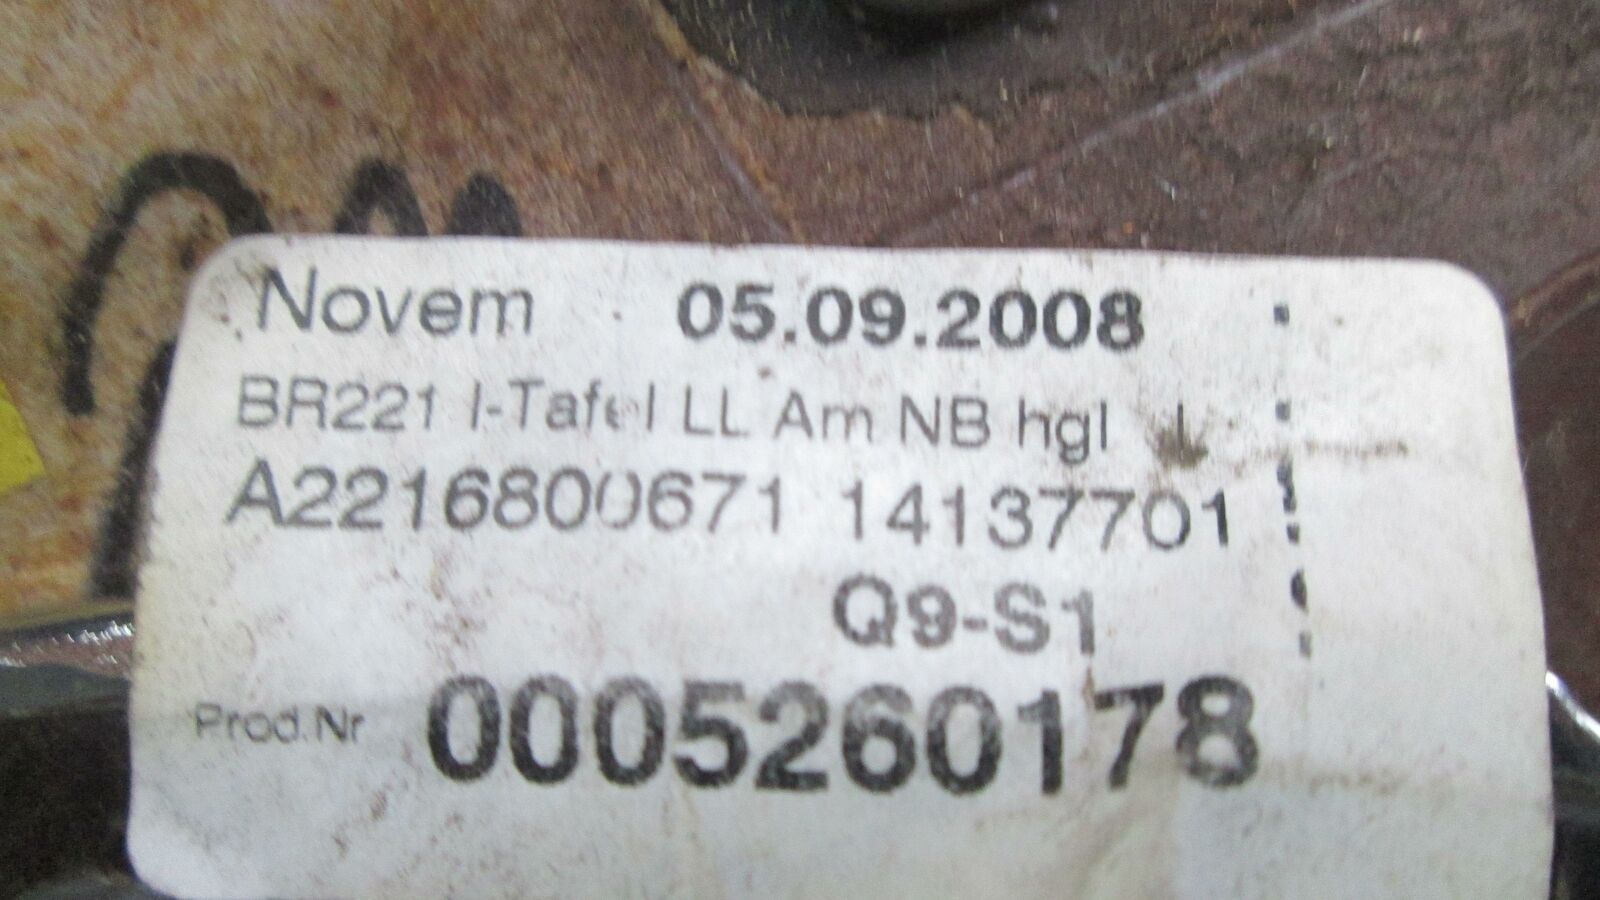 Novem 05.09.2008
BR221 I-Tafel LL Am NB hgl
A2216800671 14137701
Q9-S1
Prod.Nr 0005260178